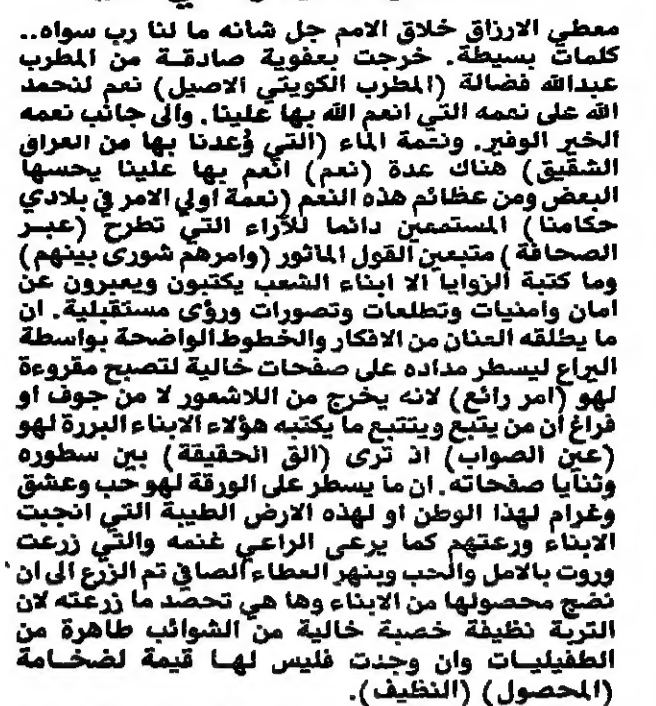 معطي الارزاق خلاق الامم جل شانه ما لنا رب سواه..
كلمات بسيطة. خرجت بعفوية صادقة من المطرب
عبدالله فضالة (المطرب الكويتي الاصيل) نعم لنحمد
الله على نعمه التي انعم الله بها علينا. والى جانب نعمه
الخير الوفير. ونتمة الماء (التي وُعدنا بها من العراق
الشقيق) هناك عدة (نعم) انعم بها علينا يحسها
البعض ومن عظائم هذه النعم (نعمة اولي الامر في بلادي
حكامنا) المستمعين دائما للآراء التي تطرح (عبر
الصحافة) متبعين القول الماثور (وامرهم شورى بينهم)
وما كتبة الزوايا الا ابناء الشعب يكتبون ويعبرون عن
امان وامنيات وتطلعات وتصورات ورؤى مستقبلية. ان
ما يطلقه العنان من الافكار والخطوط الواضحة بواسطة
اليراع ليسطر مداده على صفحات خالية لتصبح مقروءة
لهو (امر رائع) لانه يخرج من اللاشعور لا من جوف او
فراغ ان من يتبع ويتتبع ما يكتبه هؤلاء الابناء البررة لهو
(عين الصواب) اذ ترى (الق الحقيقة) بين سطوره
وثنايا صفحاته. ان ما يسطر على الورقة لهو حب وعشق
وغرام لهذا الوطن او لهذه الارض الطيبة التي انجبت
الابناء ورعتهم كما يرعى الراعي غنمه والتي زرعت
وروت بالامل والحب وبنهر العطاء الصافي تم الزرع الى ان
نضج محصولها من الابناء وها هي تحصد ما زرعته لان
التربة نظيفة خصبة خالية من الشوائب طاهرة من
الطفيليات وان وجدت فليس لها قيمة لضخامة
(المحصول) (النظيف).